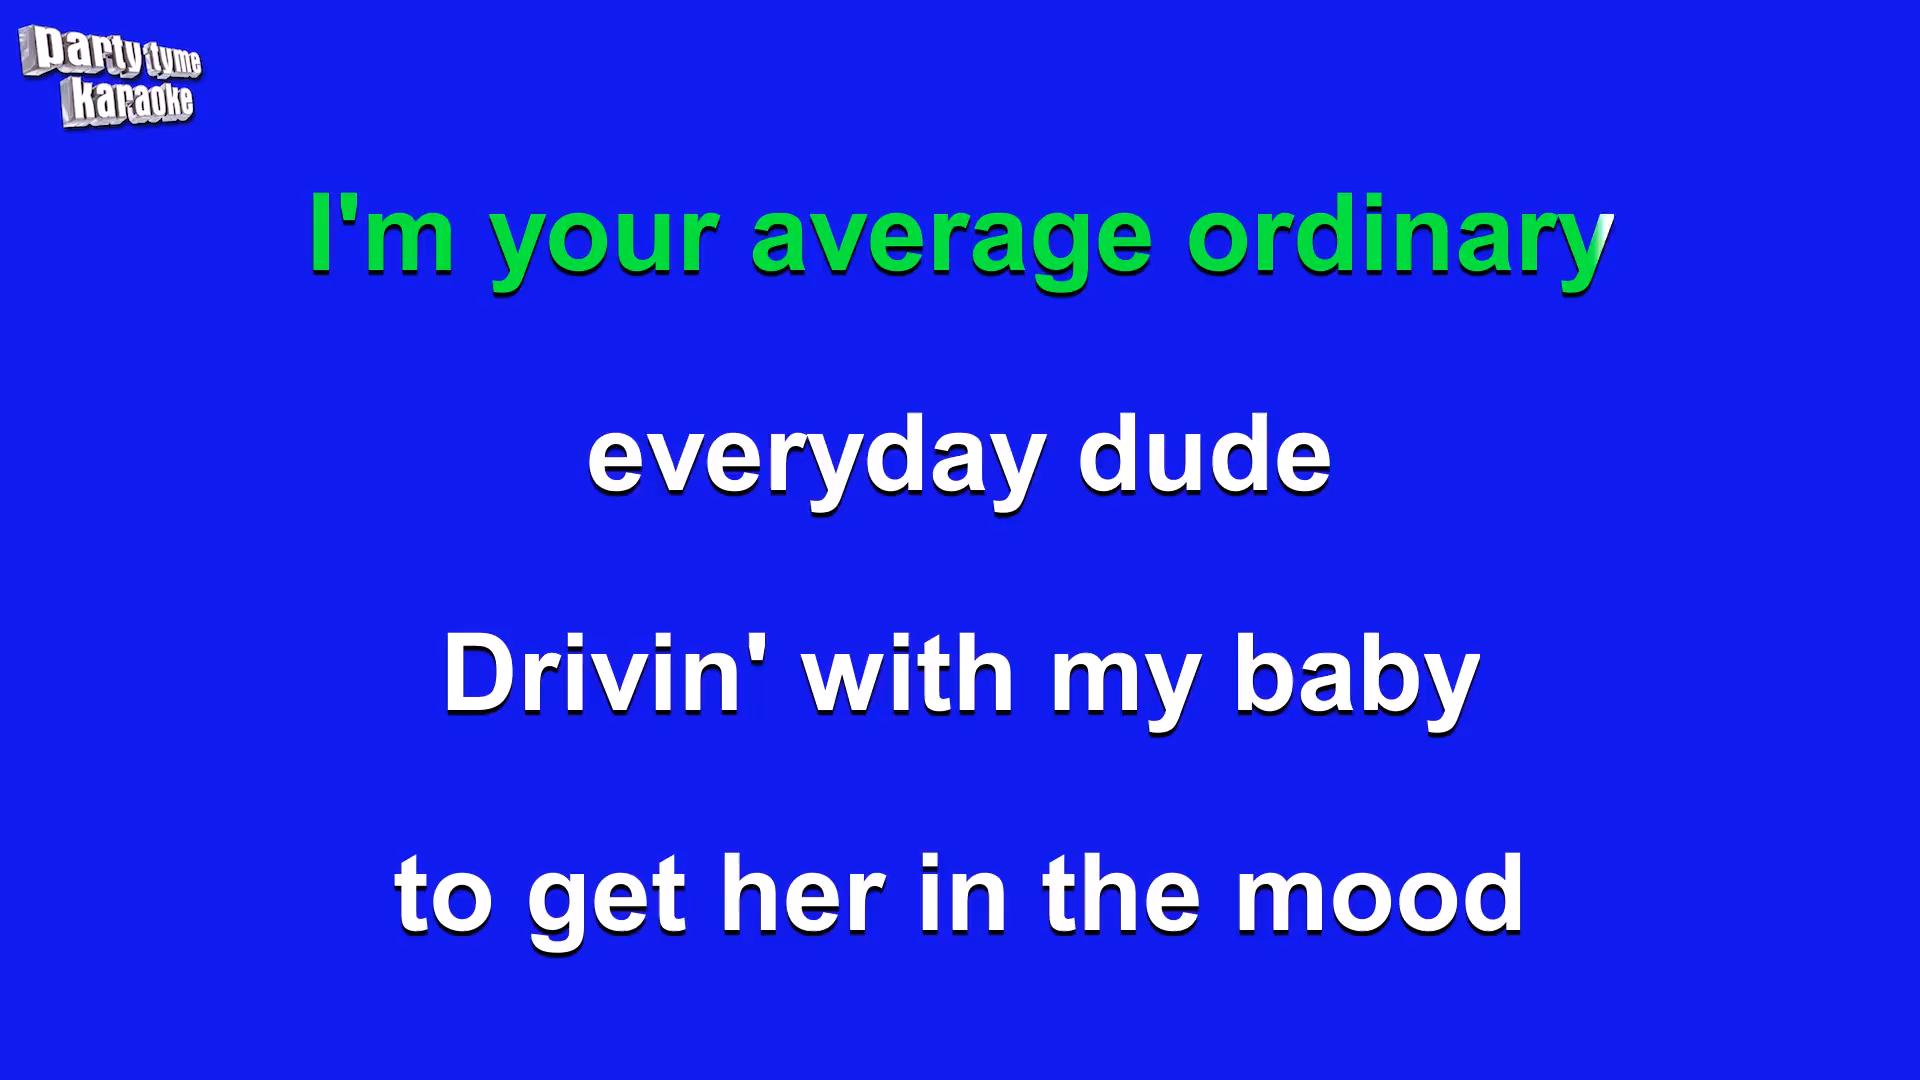 party tyme
karaoke
I'm your average ordinary
everyday dude
Drivin' with my baby
to get her in the mood